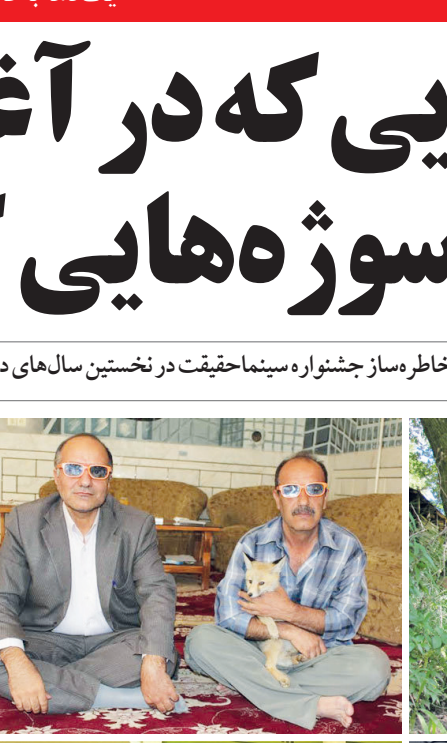 یی که در آغ
سوژه‌هایی
خاطره‌ساز جشنواره سینماحقیقت در نخستین سال‌های د